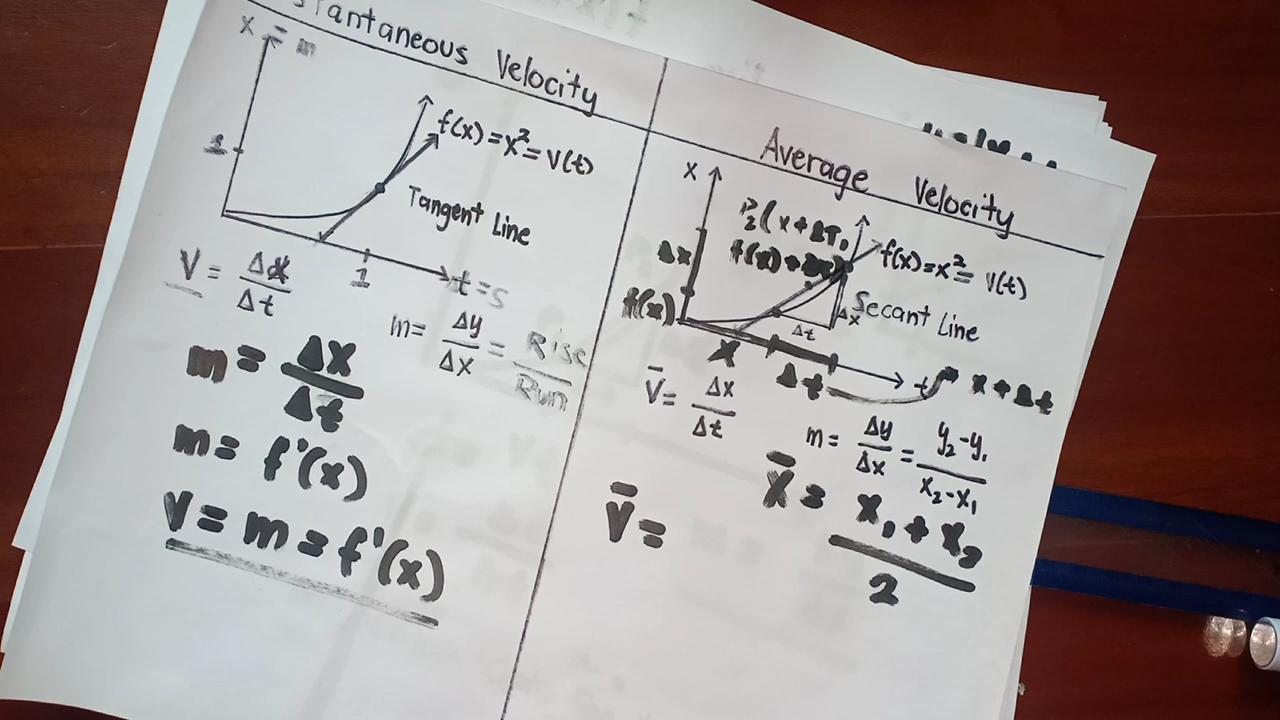 stantaneous Velocity
x = m
1
f(x) = x² = v(t)
Tangent Line
1
t = s
V = Δx/Δt
m = Δy/Δx = Rise/Run
m = Δx/Δt
m = f'(x)
V = m = f'(x)
Average Velocity
x
Δx
f(x)
f(x) = x² = v(t)
Secant Line
Δx
Δt
x
Δt
t
x + Δt
V̄ = Δx/Δt
m = Δy/Δx = y₂-y₁/x₂-x₁
V̄ =
x̄ = x₁ + x₂/2